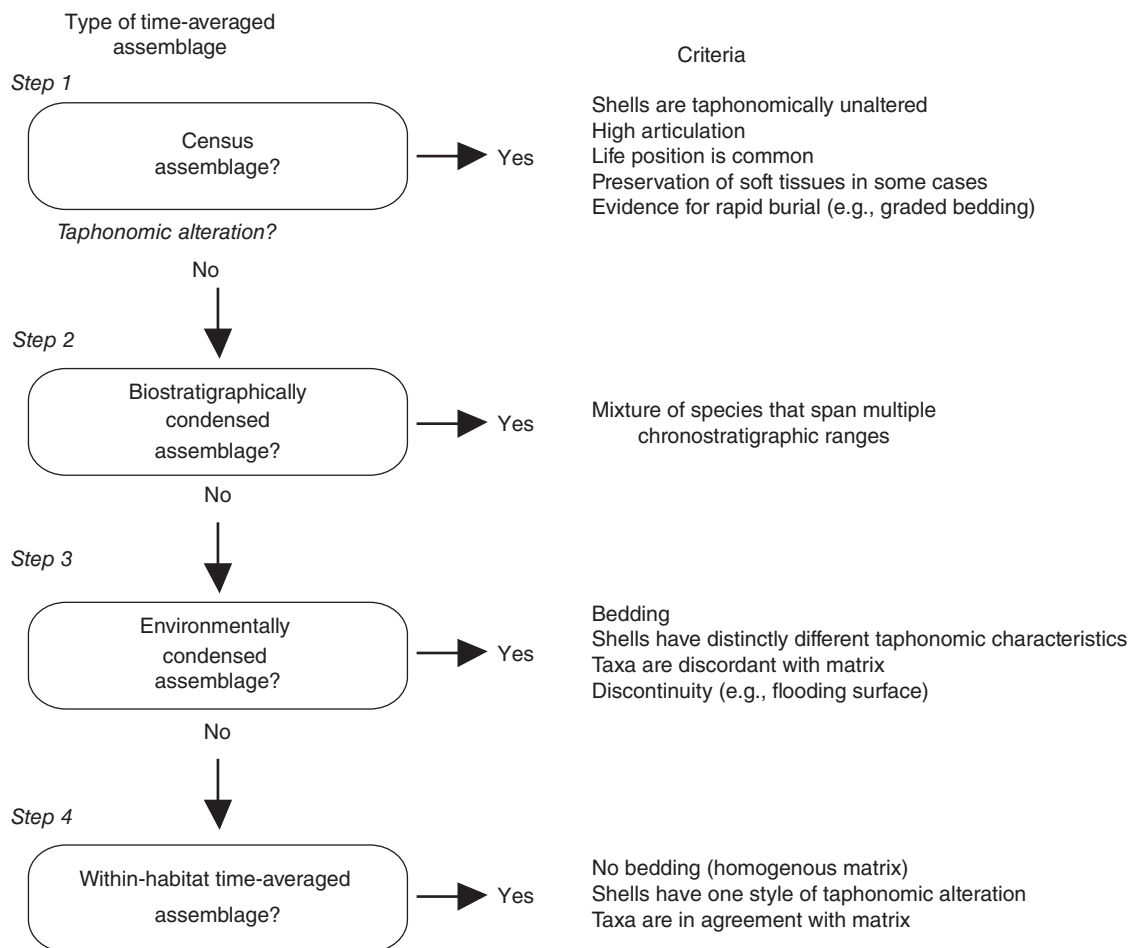 Type of time-averaged
assemblage
Criteria
Step 1
Census
assemblage?
Yes
Shells are taphonomically unaltered
High articulation
Life position is common
Preservation of soft tissues in some cases
Evidence for rapid burial (e.g., graded bedding)
Taphonomic alteration?
No
Step 2
Biostratigraphically
condensed
assemblage?
Yes
Mixture of species that span multiple
chronostratigraphic ranges
No
Step 3
Environmentally
condensed
assemblage?
Yes
Bedding
Shells have distinctly different taphonomic characteristics
Taxa are discordant with matrix
Discontinuity (e.g., flooding surface)
No
Step 4
Within-habitat time-averaged
assemblage?
Yes
No bedding (homogenous matrix)
Shells have one style of taphonomic alteration
Taxa are in agreement with matrix